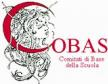 COBAS
Comitati di Base
della Scuola